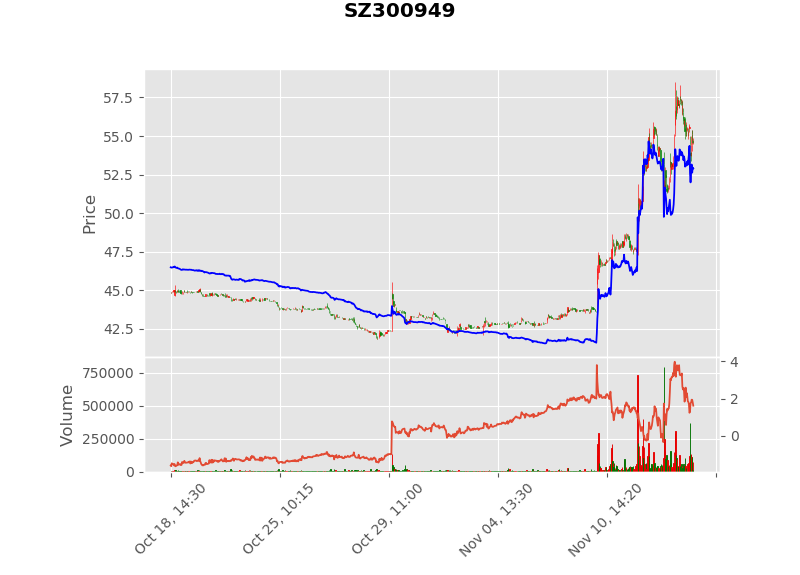 SZ300949
57.5
55.0
52.5
50.0
47.5
45.0
42.5
Price
4
2
0
750000
500000
250000
0
Volume
Oct 18, 14:30
Oct 25, 10:15
Oct 29, 11:00
Nov 04, 13:30
Nov 10, 14:20